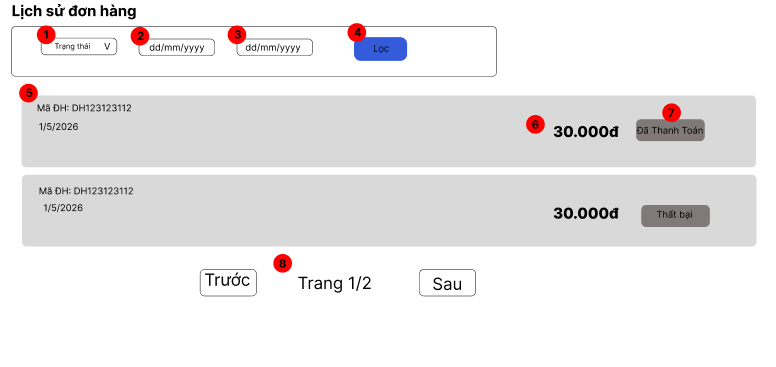 Lịch sử đơn hàng
1 2 3 4
Trạng thái V dd/mm/yyyy dd/mm/yyyy Lọc
5
Mã ĐH: DH123123112
1/5/2026
6 30.000đ
7
Đã Thanh Toán
Mã ĐH: DH123123112
1/5/2026
30.000đ Thất bại
8
Trước Trang 1/2 Sau